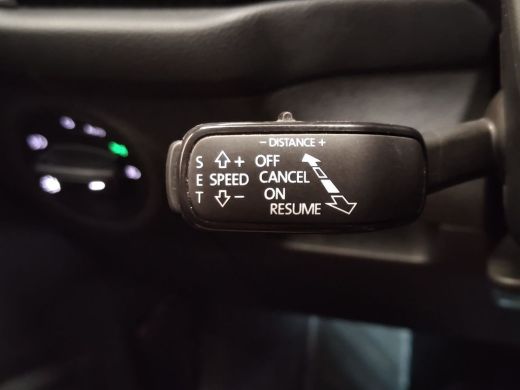 − DISTANCE +
S + OFF
E SPEED CANCEL
ON
T − RESUME